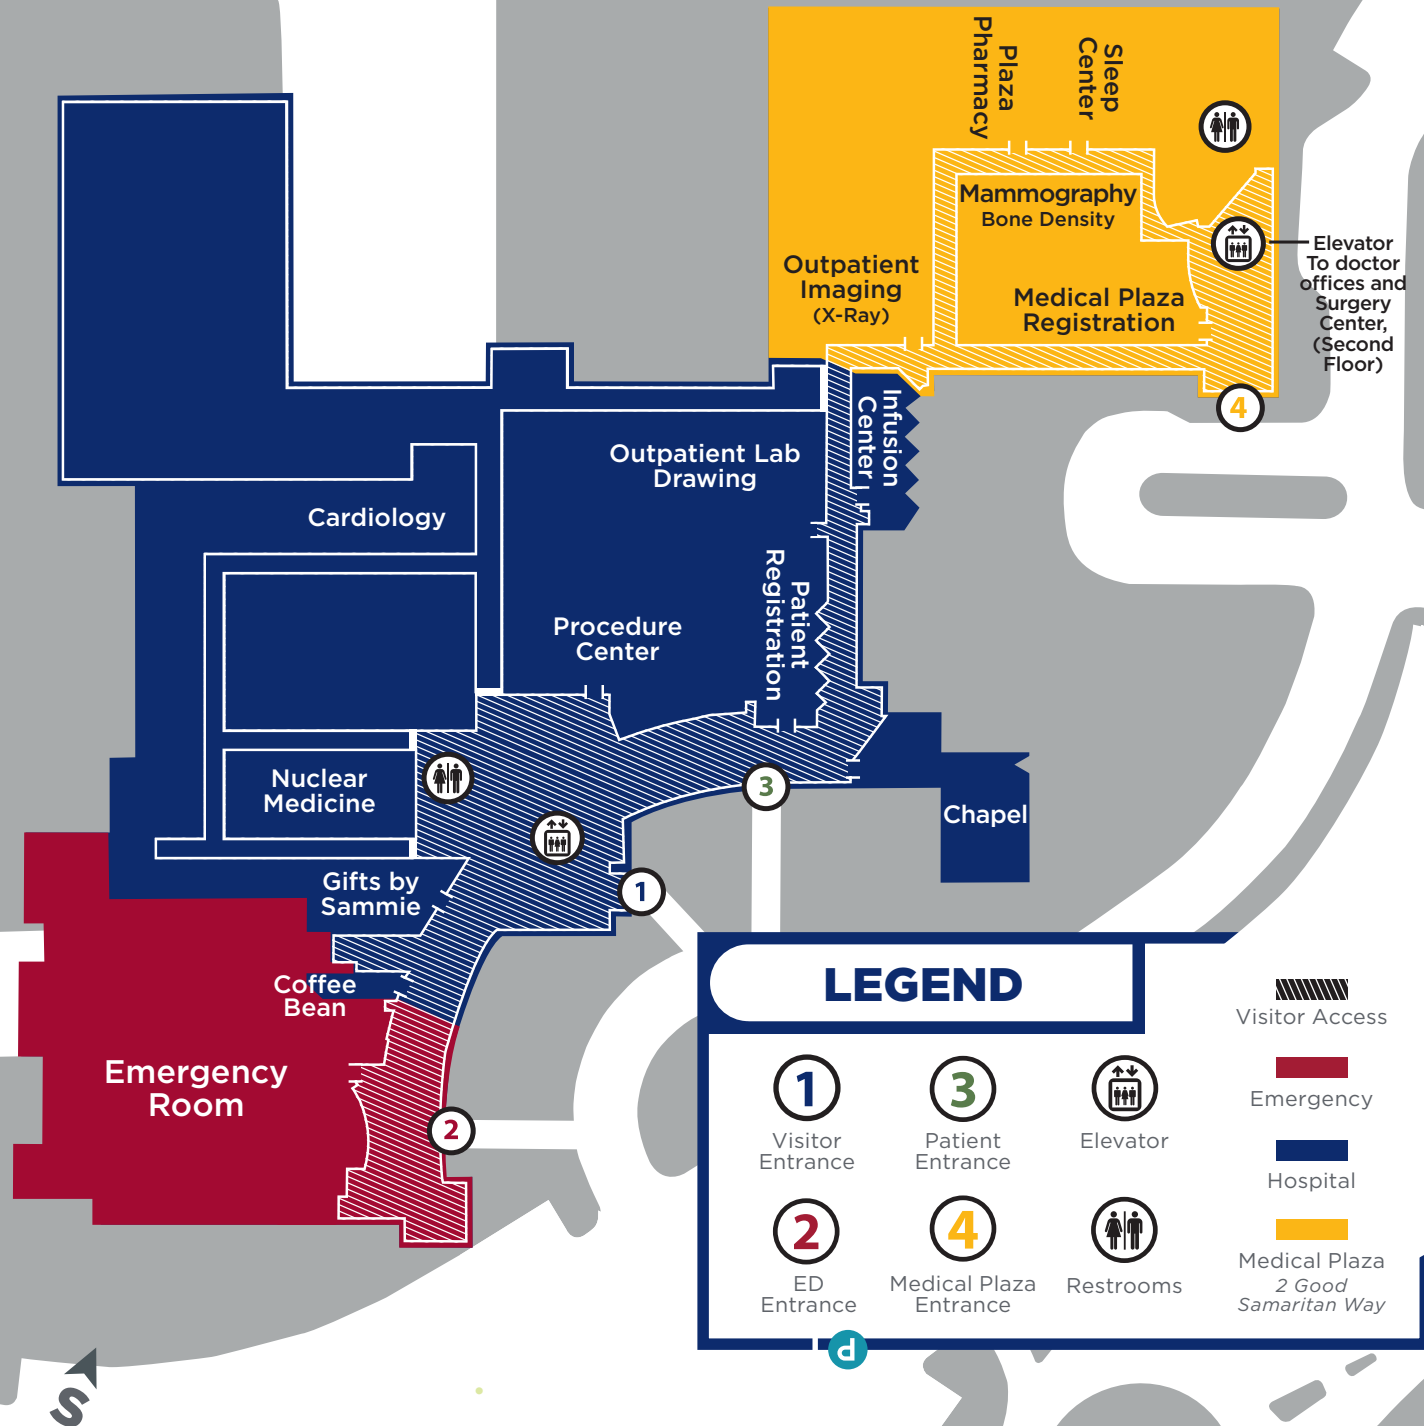 Plaza
Pharmacy
Sleep
Center
Mammography
Bone Density
Outpatient
Imaging
(X-Ray)
Medical Plaza
Registration
Elevator
To doctor
offices and
Surgery
Center,
(Second
Floor)
4
Infusion
Center
Outpatient Lab
Drawing
Cardiology
Patient
Registration
Procedure
Center
Nuclear
Medicine
3
Chapel
Gifts by
Sammie
1
Coffee
Bean
Emergency
Room
2
LEGEND
1
Visitor
Entrance
3
Patient
Entrance
Elevator
2
ED
Entrance
4
Medical Plaza
Entrance
Restrooms
Visitor Access
Emergency
Hospital
Medical Plaza
2 Good
Samaritan Way
d
S